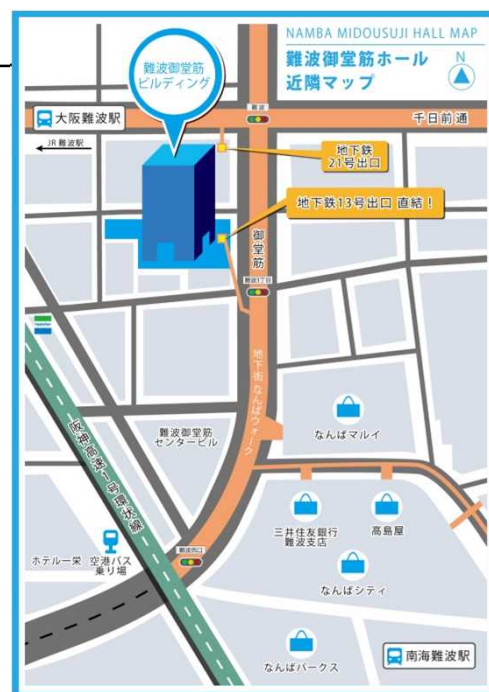 NAMBA MIDOUSUJI HALL MAP
難波御堂筋ホール
近隣マップ
N
難波御堂筋
ビルディング
大阪難波駅
難波
千日前通
JR 難波駅
地下鉄
21号出口
地下鉄13号出口 直結！
御堂筋
難波3丁目
地下街 なんばウォーク
阪神高速1号環状線
難波御堂筋
センタービル
なんばマルイ
三井住友銀行
難波支店
高島屋
ホテル一栄
空港バス
乗り場
なんばシティ
なんばパークス
南海難波駅